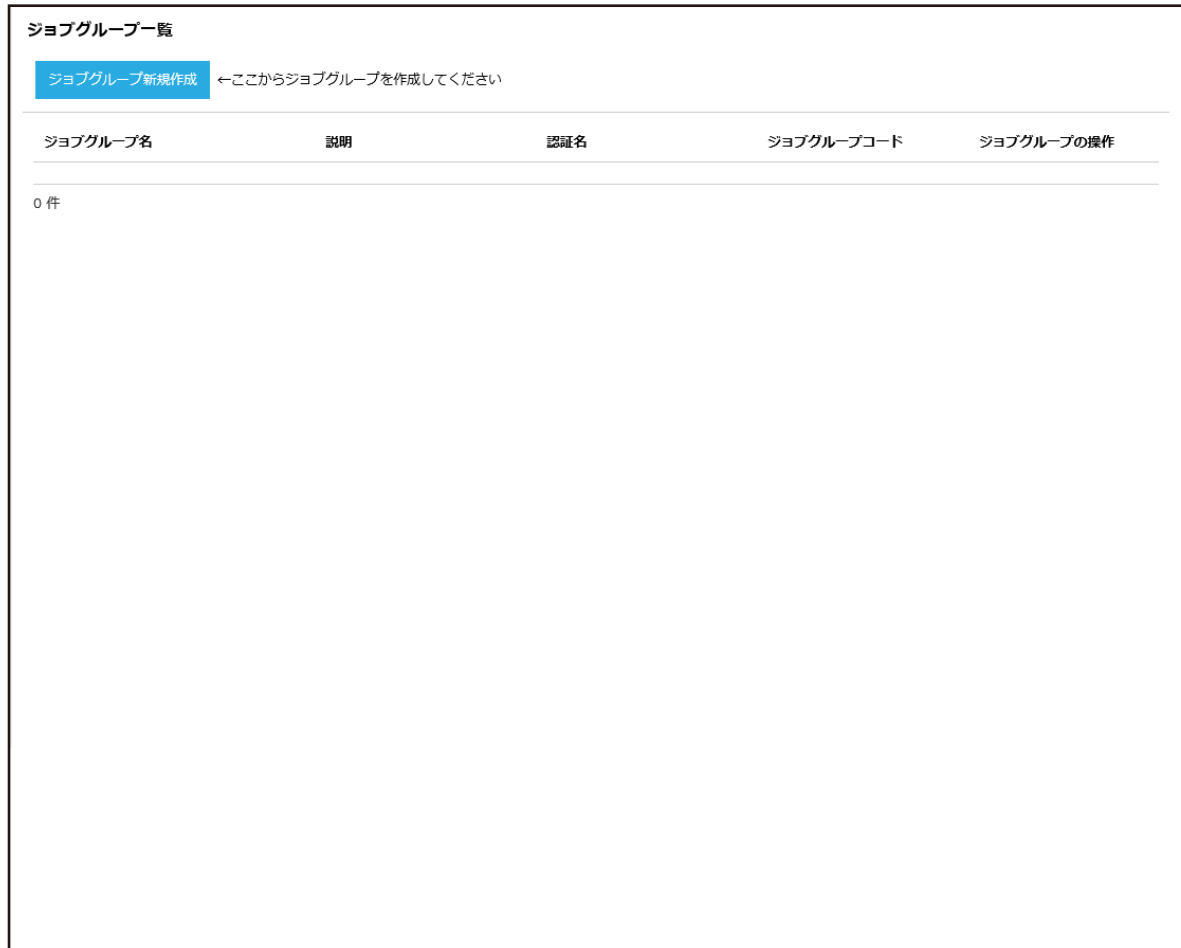 ジョブグループ一覧
ジョブグループ新規作成 ←ここからジョブグループを作成してください
ジョブグループ名 説明 認証名 ジョブグループコード ジョブグループの操作
0 件